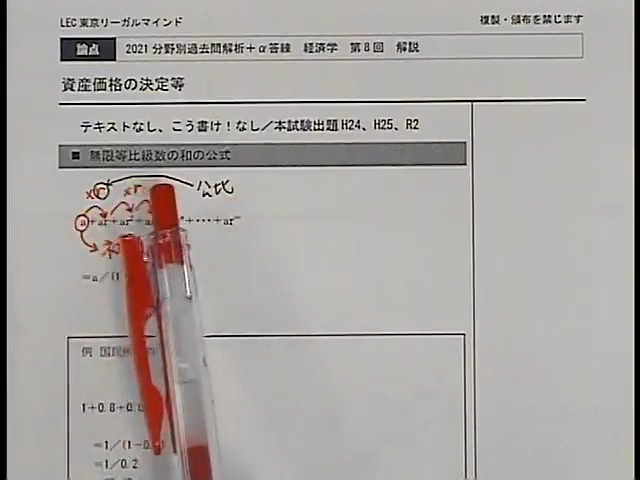 LEC東京リーガルマインド
複製・頒布を禁じます
論点 2021 分野別過去問解析+α答練 経済学 第8回 解説
資産価格の決定等
テキストなし、こう書け!なし/本試験出題 H24、H25、R2
■ 無限等比級数の和の公式
×r ×r 公比
a+ar+ar +…+ar
=a/(1
例 国
1+0.8+0
=1/(1-0.
=1/0.2